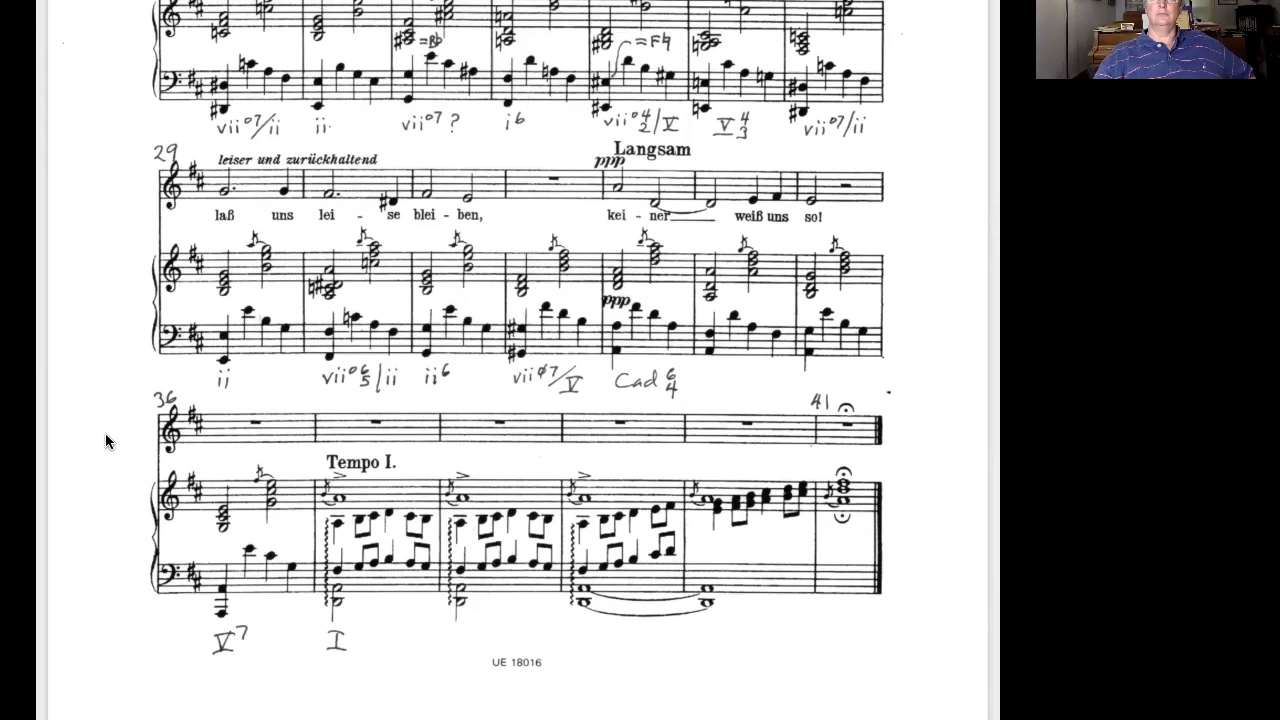 =Bb =F♮
vii°7/ii ii vii°7 ? i6 vii°4/2/V V4/3 vii°7/ii
29
leiser und zurückhaltend ppp Langsam
laß uns lei - se blei - ben, kei - ner weiß uns so!
ppp
ii vii°6/5/ii ii6 viiø7/V Cad 6/4
36 41
Tempo I.
V7 I
UE 18016